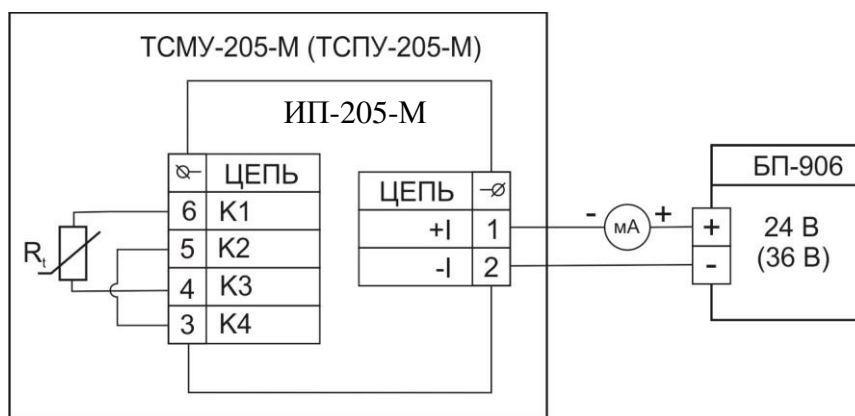 ТСМУ-205-М (ТСПУ-205-М)
ИП-205-М
ЦЕПЬ
6 К1
5 К2
4 К3
3 К4
Rt
ЦЕПЬ
+I 1
-I 2
- мА +
БП-906
+
-
24 В
(36 В)